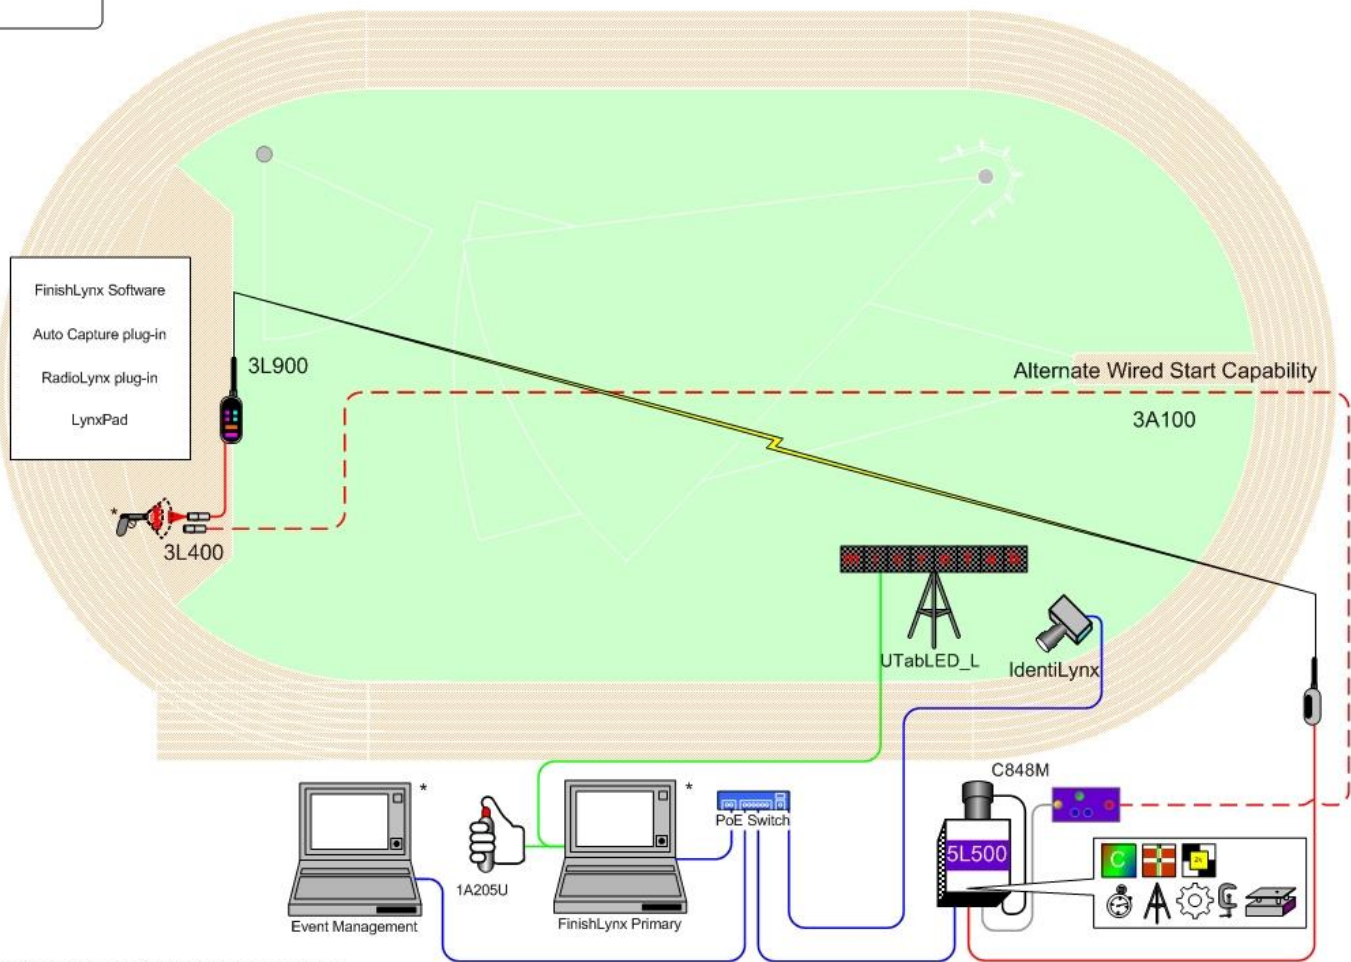 FinishLynx Software
Auto Capture plug-in
RadioLynx plug-in
LynxPad
3L900
Alternate Wired Start Capability
3A100
*
3L400
UTabLED_L
IdentiLynx
C848M
*
*
PoE Switch
5L500
C
1A205U
Event Management
FinishLynx Primary